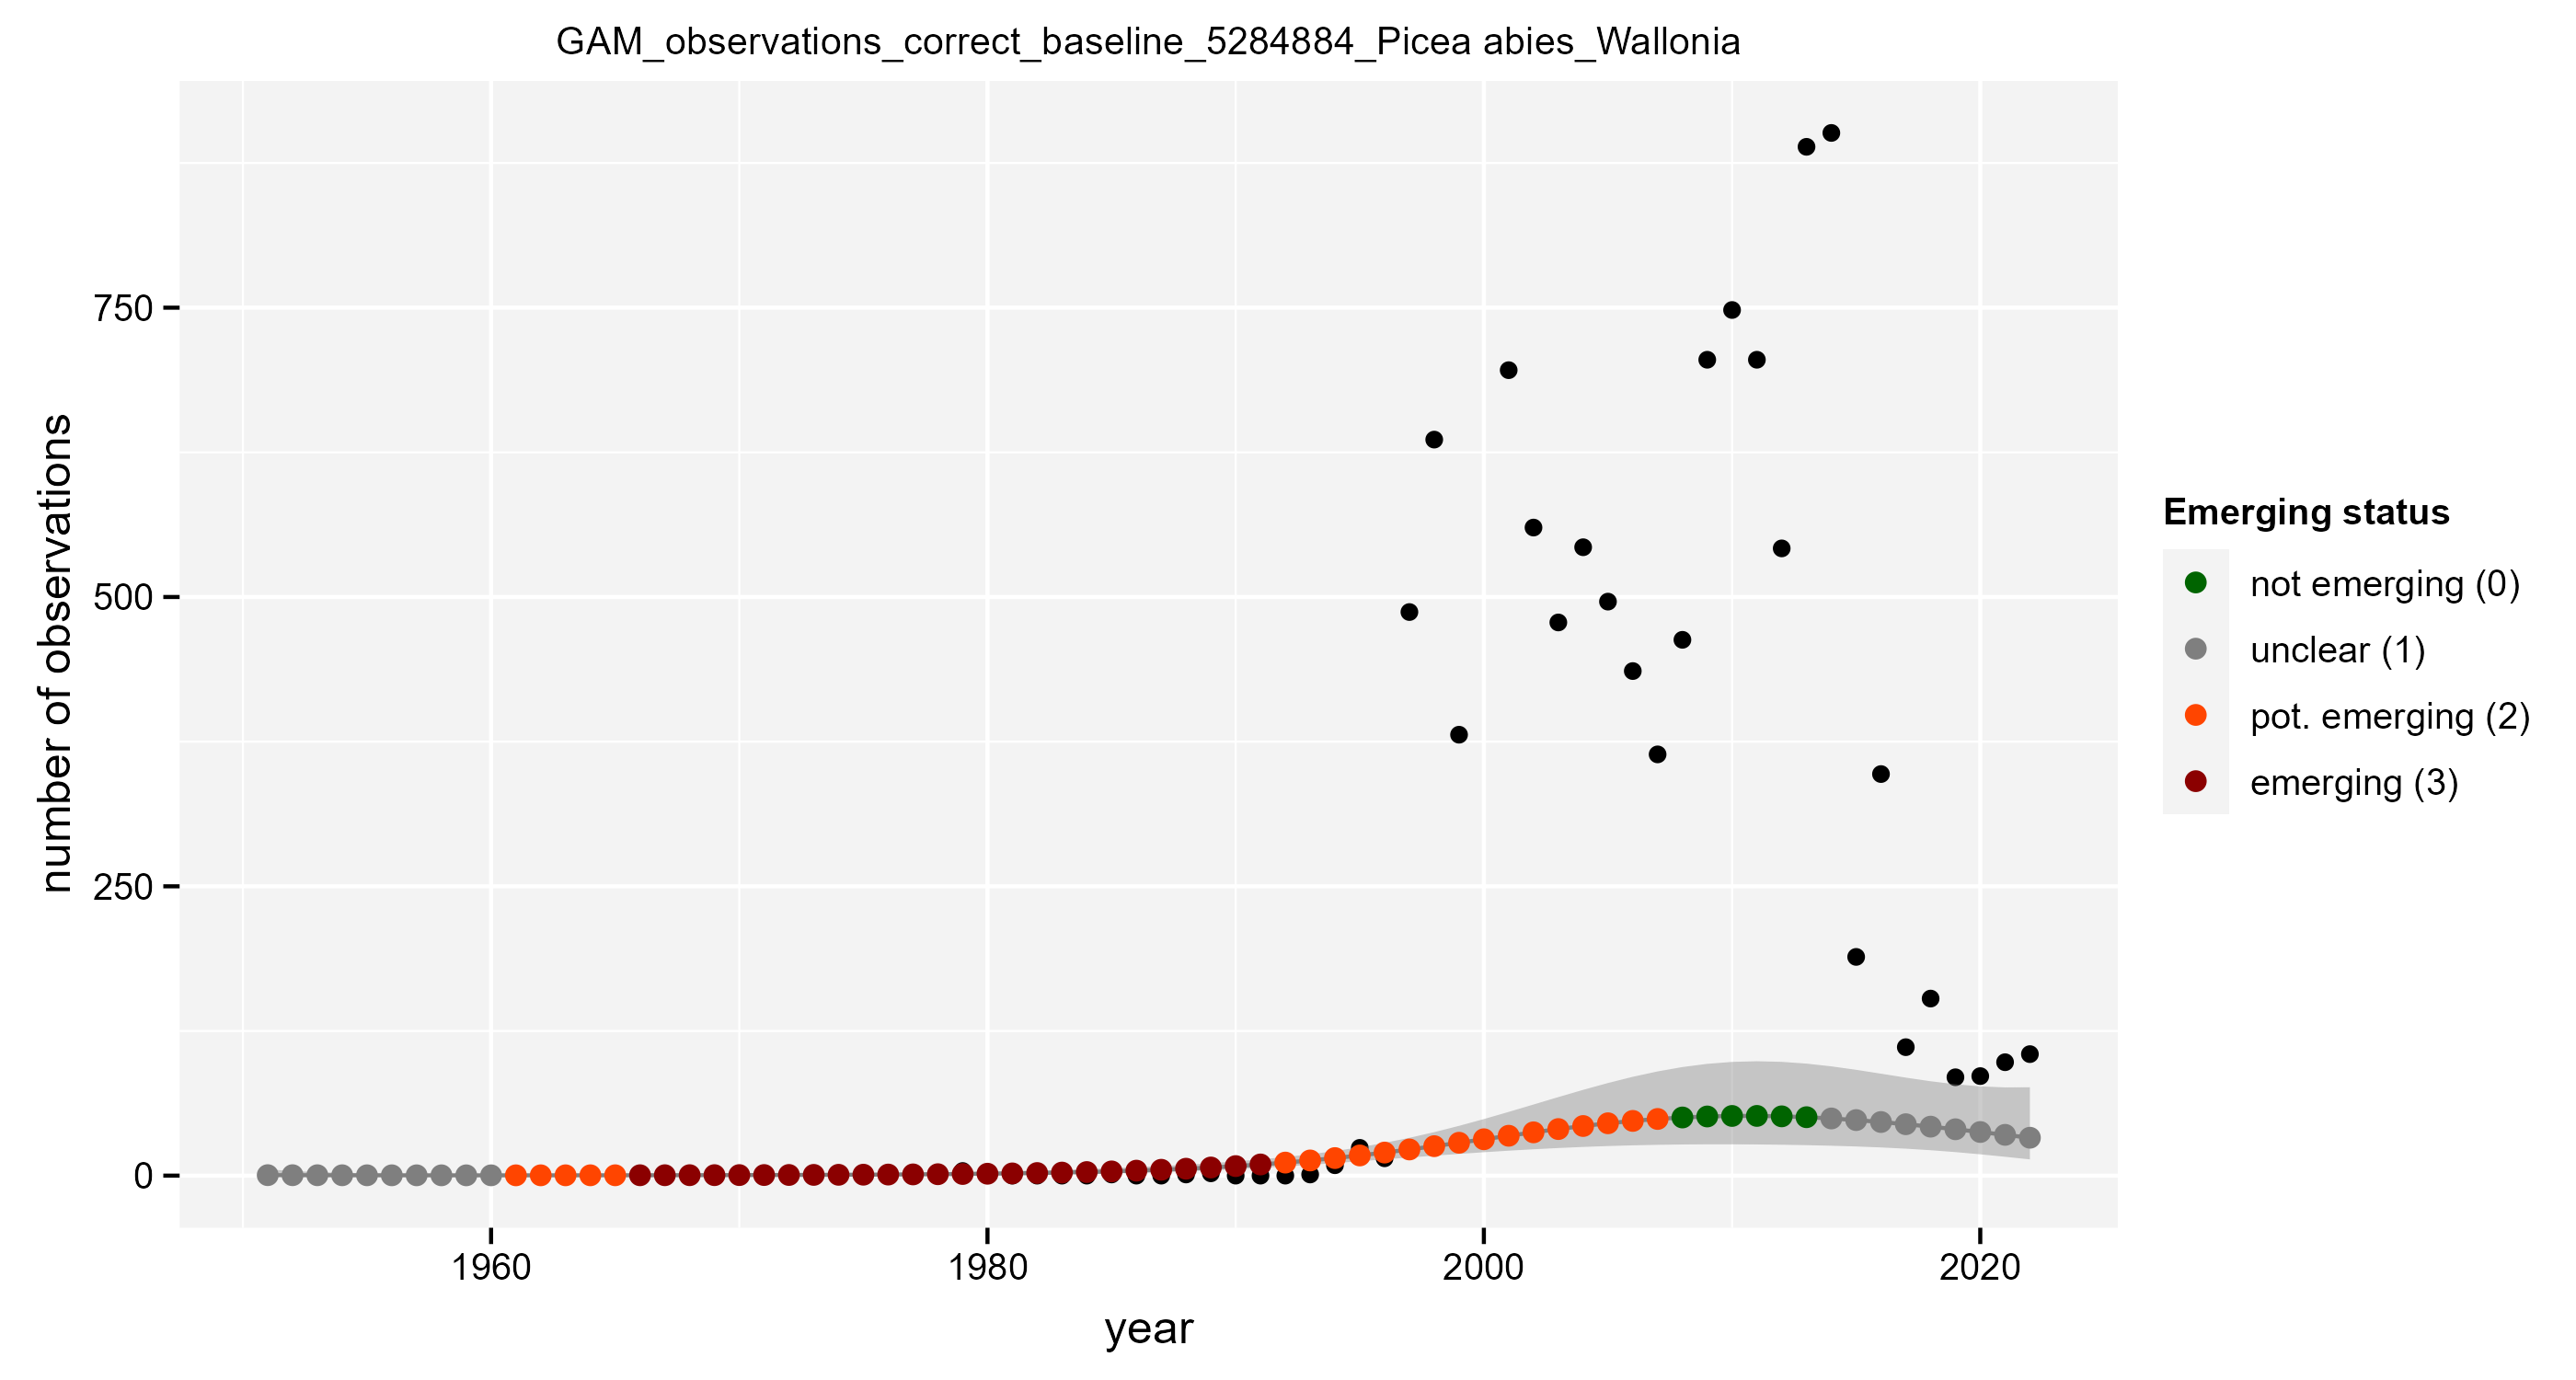 GAM_observations_correct_baseline_5284884_Picea abies_Wallonia
number of observations
750
500
250
0
1960
1980
2000
2020
year
Emerging status
not emerging (0)
unclear (1)
pot. emerging (2)
emerging (3)